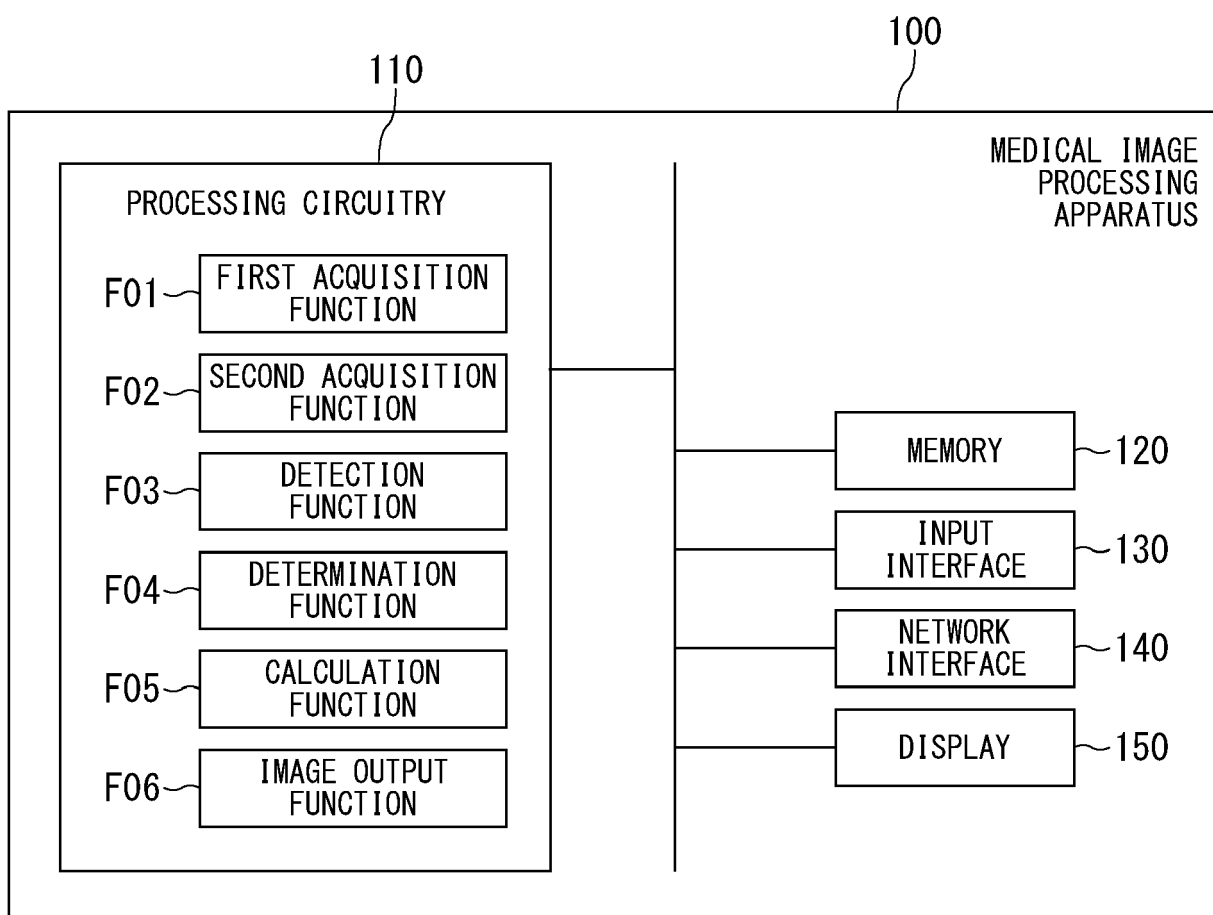 100
110
MEDICAL IMAGE
PROCESSING
APPARATUS
PROCESSING CIRCUITRY
F01
FIRST ACQUISITION
FUNCTION
F02
SECOND ACQUISITION
FUNCTION
F03
DETECTION
FUNCTION
F04
DETERMINATION
FUNCTION
F05
CALCULATION
FUNCTION
F06
IMAGE OUTPUT
FUNCTION
MEMORY
120
INPUT
INTERFACE
130
NETWORK
INTERFACE
140
DISPLAY
150